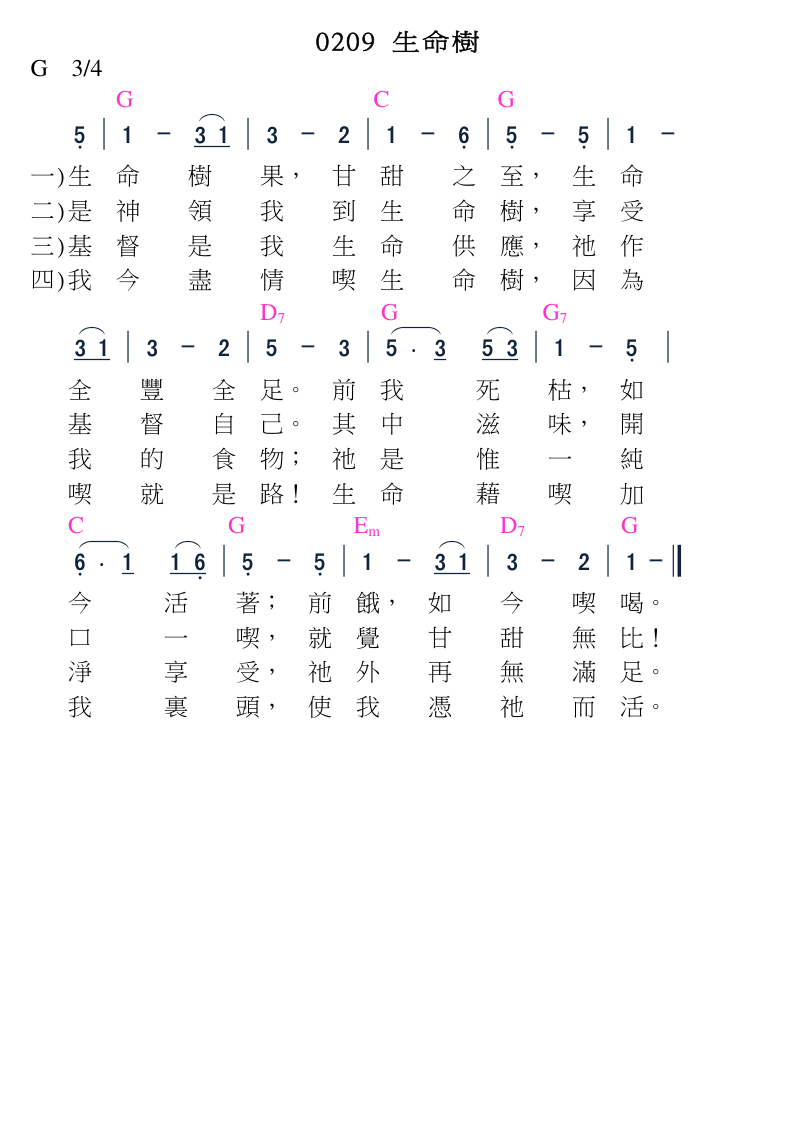 0209 生命樹
G 3/4
G C G
5 | 1 - 3 1 | 3 - 2 | 1 - 6 | 5 - 5 | 1 -
一)生 命 樹 果， 甘 甜 之 至， 生 命
二)是 神 領 我 到 生 命 樹， 享 受
三)基 督 是 我 生 命 供 應， 祂 作
四)我 今 盡 情 喫 生 命 樹， 因 為
D7 G G7
3 1 | 3 - 2 | 5 - 3 | 5 · 3 5 3 | 1 - 5 |
全 豐 全 足。 前 我 死 枯， 如
基 督 自 己。 其 中 滋 味， 開
我 的 食 物； 祂 是 惟 一 純
喫 就 是 路！ 生 命 藉 喫 加
C G Em D7 G
6 · 1 1 6 | 5 - 5 | 1 - 3 1 | 3 - 2 | 1 - ||
今 活 著； 前 餓， 如 今 喫 喝。
口 一 喫， 就 覺 甘 甜 無 比！
淨 享 受， 祂 外 再 無 滿 足。
我 裏 頭， 使 我 憑 祂 而 活。